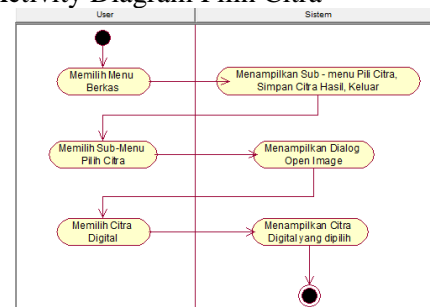 ctivity Diagram Pilih Citra
User
Sistem
Memilih Menu
Berkas
Menampilkan Sub - menu Pili Citra,
Simpan Citra Hasil, Keluar
Memilih Sub-Menu
Pilih Citra
Menampilkan Dialog
Open Image
Memilih Citra
Digital
Menampilkan Citra
Digital yang dipilih